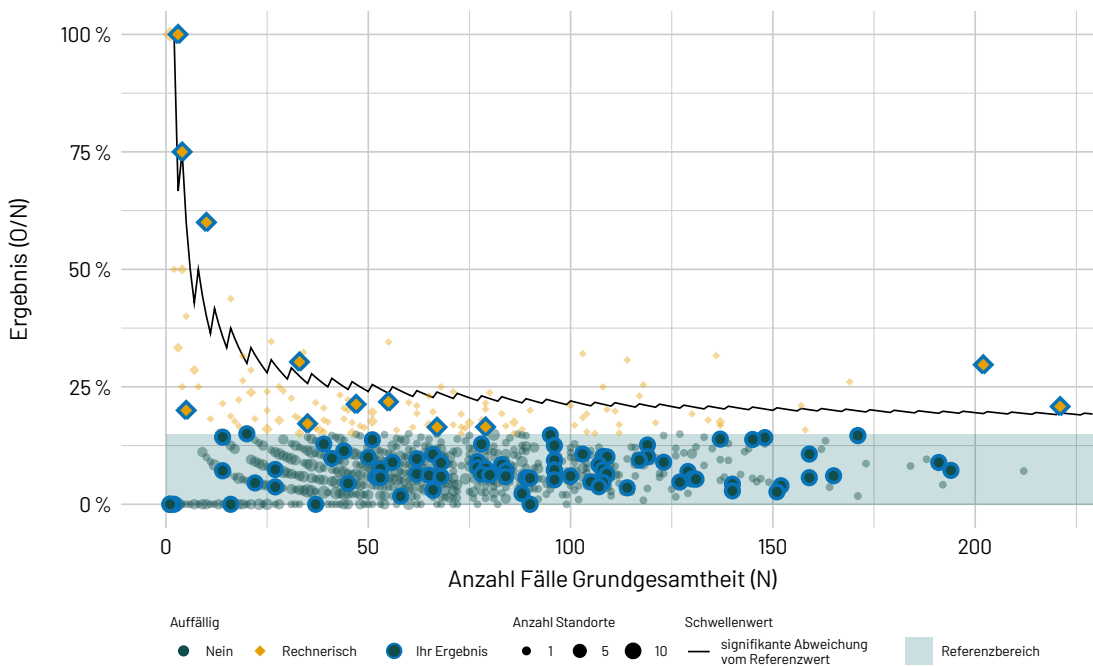 100 %
75 %
50 %
25 %
0 %
Ergebnis (O/N)
0
50
100
150
200
Anzahl Fälle Grundgesamtheit (N)
Auffällig
Nein
Rechnerisch
Ihr Ergebnis
Anzahl Standorte
1
5
10
Schwellenwert
signifikante Abweichung
vom Referenzwert
Referenzbereich